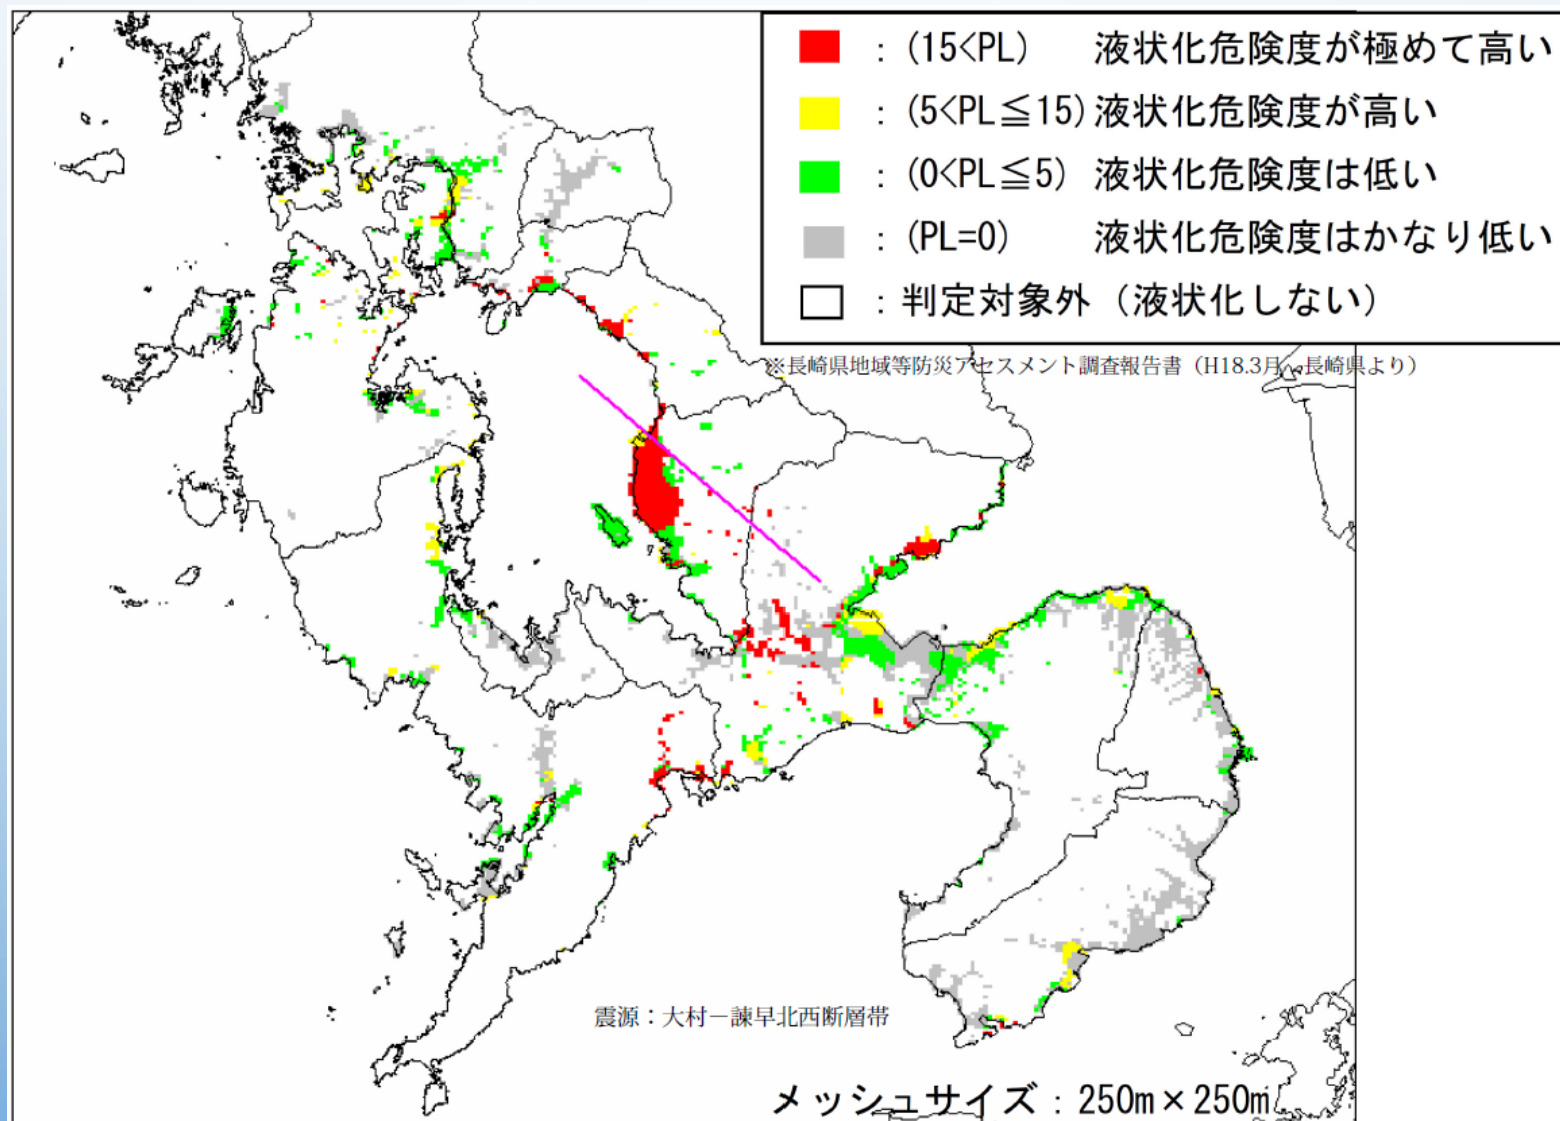 ：(15<PL) 液状化危険度が極めて高い
：(5<PL≦15)液状化危険度が高い
：(0<PL≦5) 液状化危険度は低い
：(PL=0) 液状化危険度はかなり低い
：判定対象外（液状化しない）
※長崎県地域等防災アセスメント調査報告書（H18.3月、長崎県より）
震源：大村－諫早北西断層帯
メッシュサイズ：250m×250m